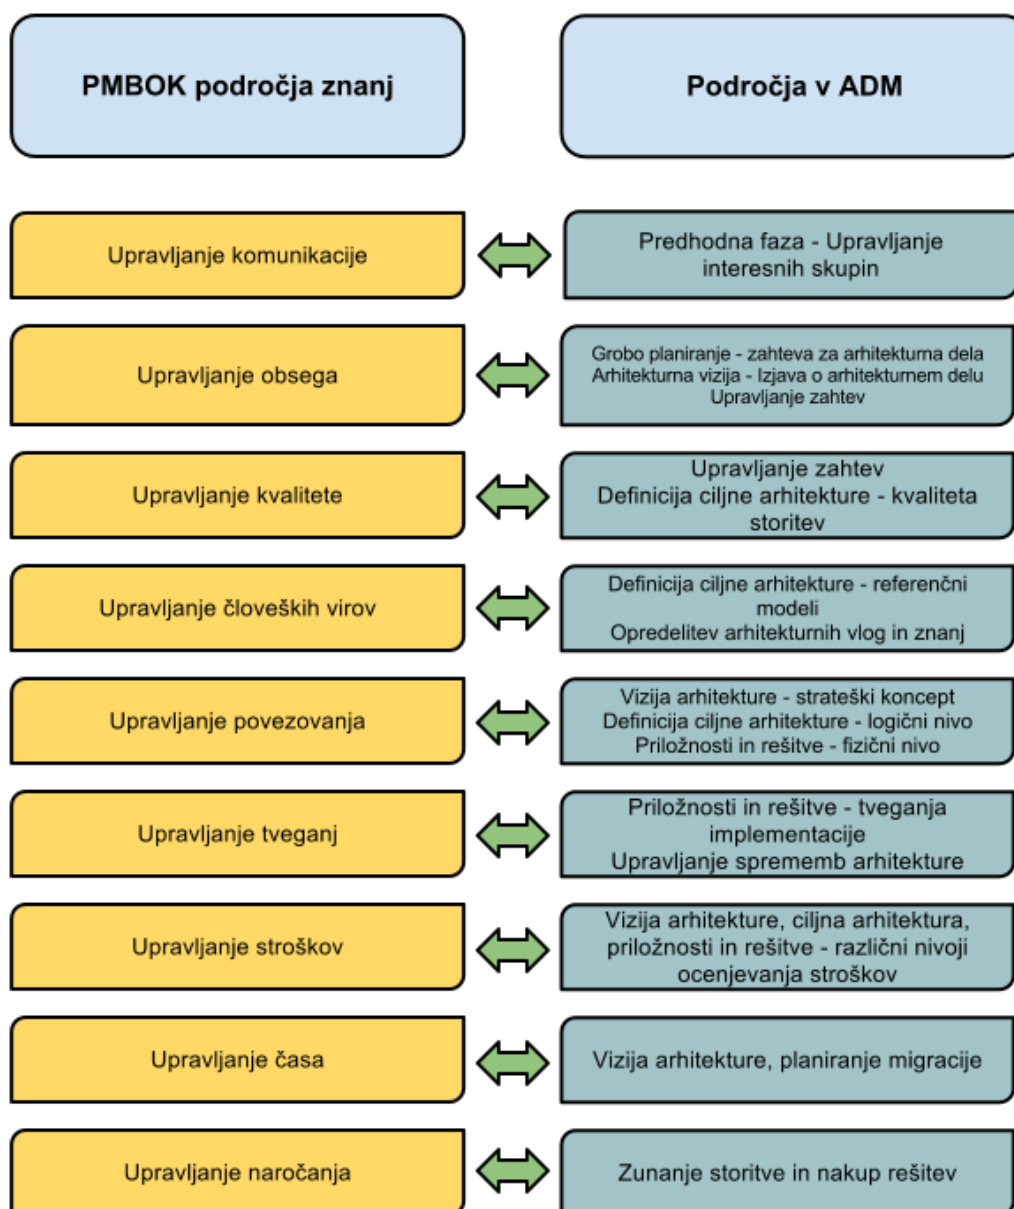 PMBOK področja znanj
Področja v ADM
Upravljanje komunikacije
Predhodna faza - Upravljanje
interesnih skupin
Upravljanje obsega
Grobo planiranje - zahteva za arhitekturna dela
Arhitekturna vizija - Izjava o arhitekturnem delu
Upravljanje zahtev
Upravljanje kvalitete
Upravljanje zahtev
Definicija ciljne arhitekture - kvaliteta
storitev
Upravljanje človeških virov
Definicija ciljne arhitekture - referenčni
modeli
Opredelitev arhitekturnih vlog in znanj
Upravljanje povezovanja
Vizija arhitekture - strateški koncept
Definicija ciljne arhitekture - logični nivo
Priložnosti in rešitve - fizični nivo
Upravljanje tveganj
Priložnosti in rešitve - tveganja
implementacije
Upravljanje sprememb arhitekture
Upravljanje stroškov
Vizija arhitekture, ciljna arhitektura,
priložnosti in rešitve - različni nivoji
ocenjevanja stroškov
Upravljanje časa
Vizija arhitekture, planiranje migracije
Upravljanje naročanja
Zunanje storitve in nakup rešitev